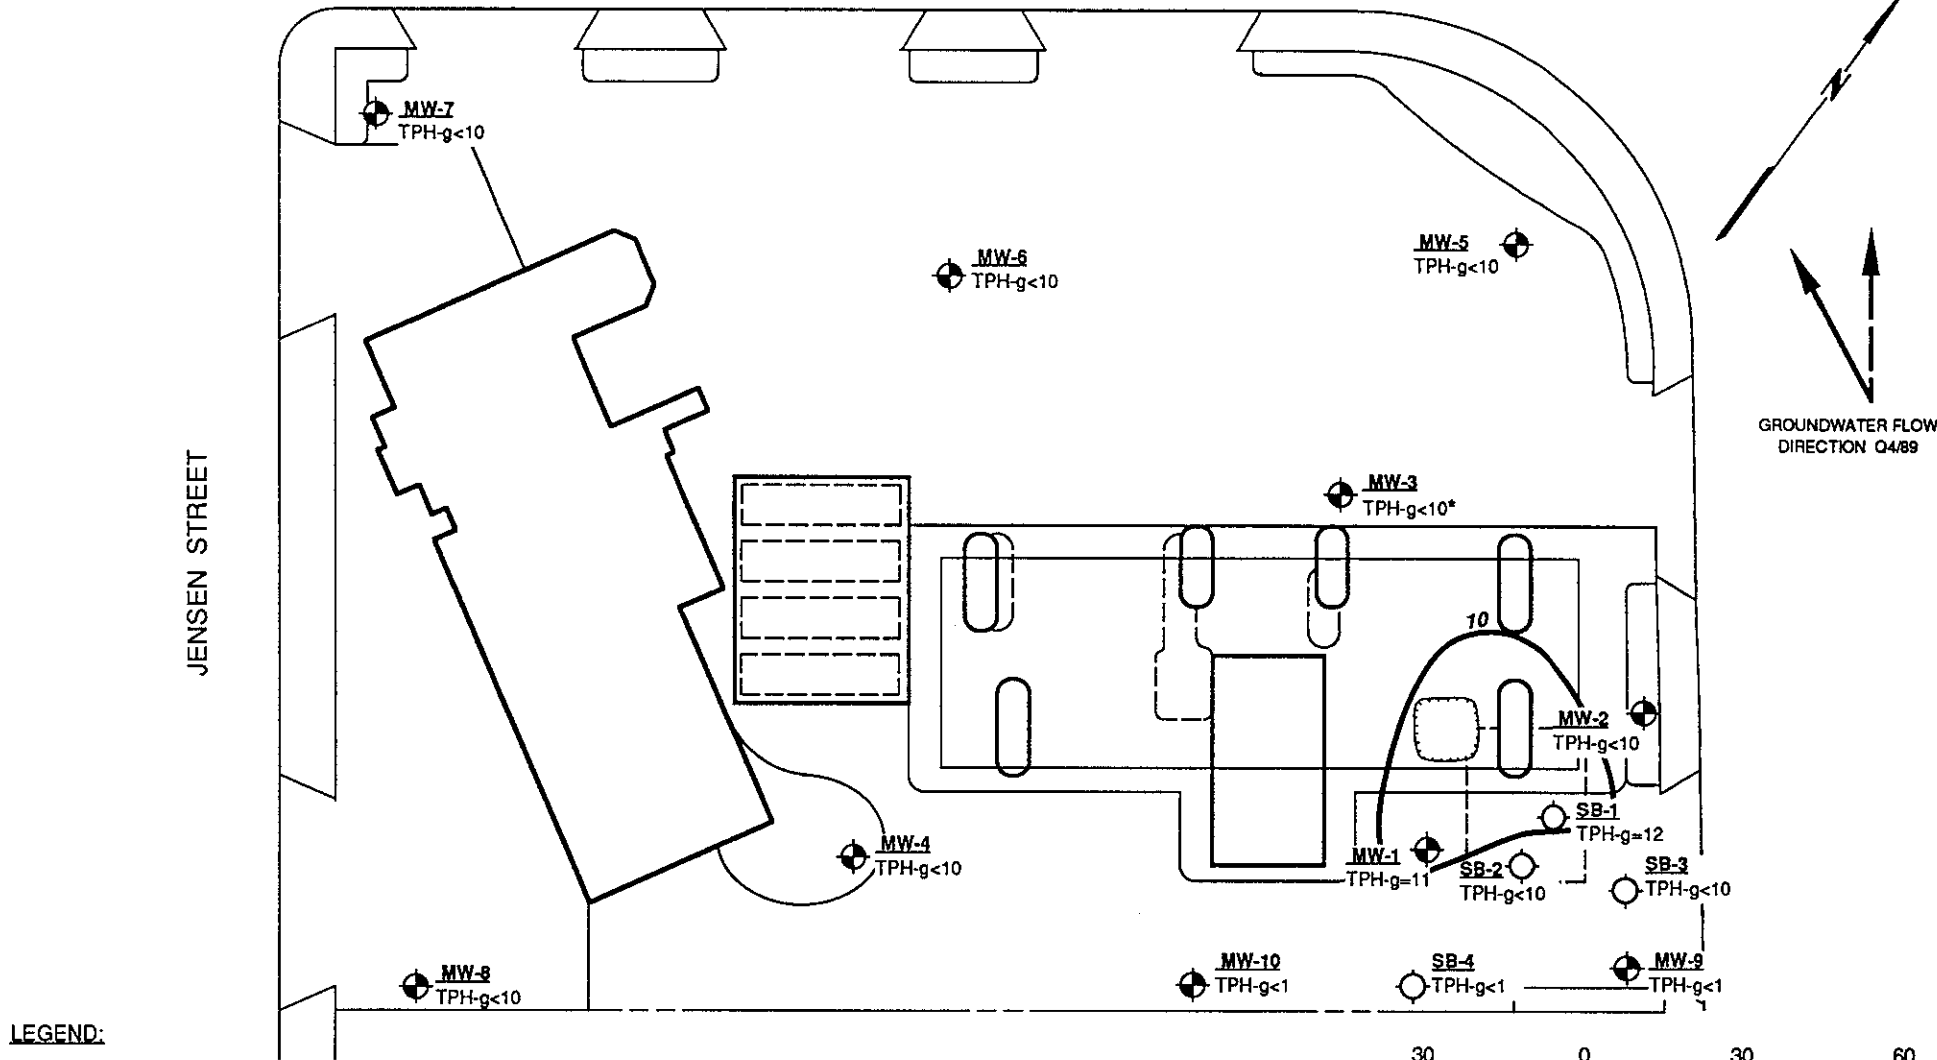 N
MW-7
TPH-g<10
MW-6
TPH-g<10
MW-5
TPH-g<10
GROUNDWATER FLOW
DIRECTION Q4/89
JENSEN STREET
MW-3
TPH-g<10*
10
MW-2
TPH-g<10
SB-1
TPH-g=12
MW-4
TPH-g<10
MW-1
TPH-g=11
SB-2
TPH-g<10
SB-3
TPH-g<10
MW-8
TPH-g<10
MW-10
TPH-g<1
SB-4
TPH-g<1
MW-9
TPH-g<1
LEGEND:
30 0 30 60